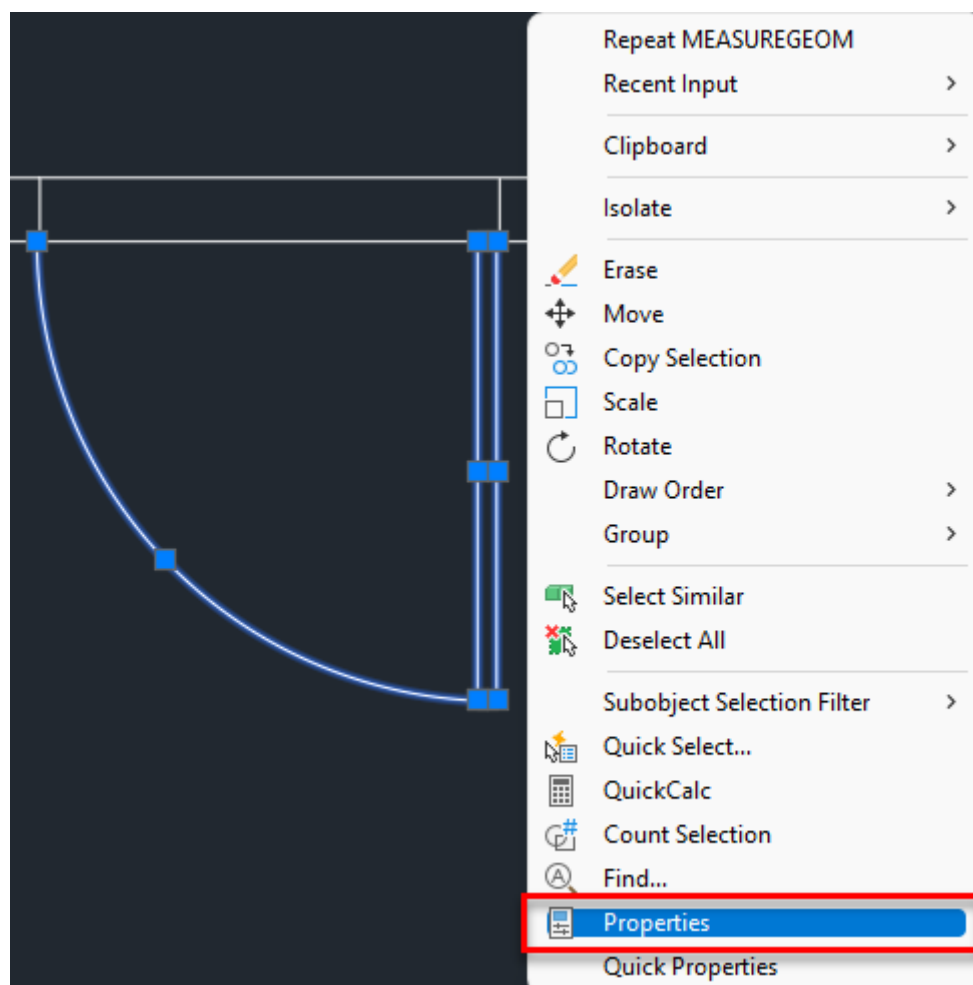 Repeat MEASUREGEOM
Recent Input
Clipboard
Isolate
Erase
Move
Copy Selection
Scale
Rotate
Draw Order
Group
Select Similar
Deselect All
Subobject Selection Filter
Quick Select...
QuickCalc
Count Selection
Find...
Properties
Quick Properties